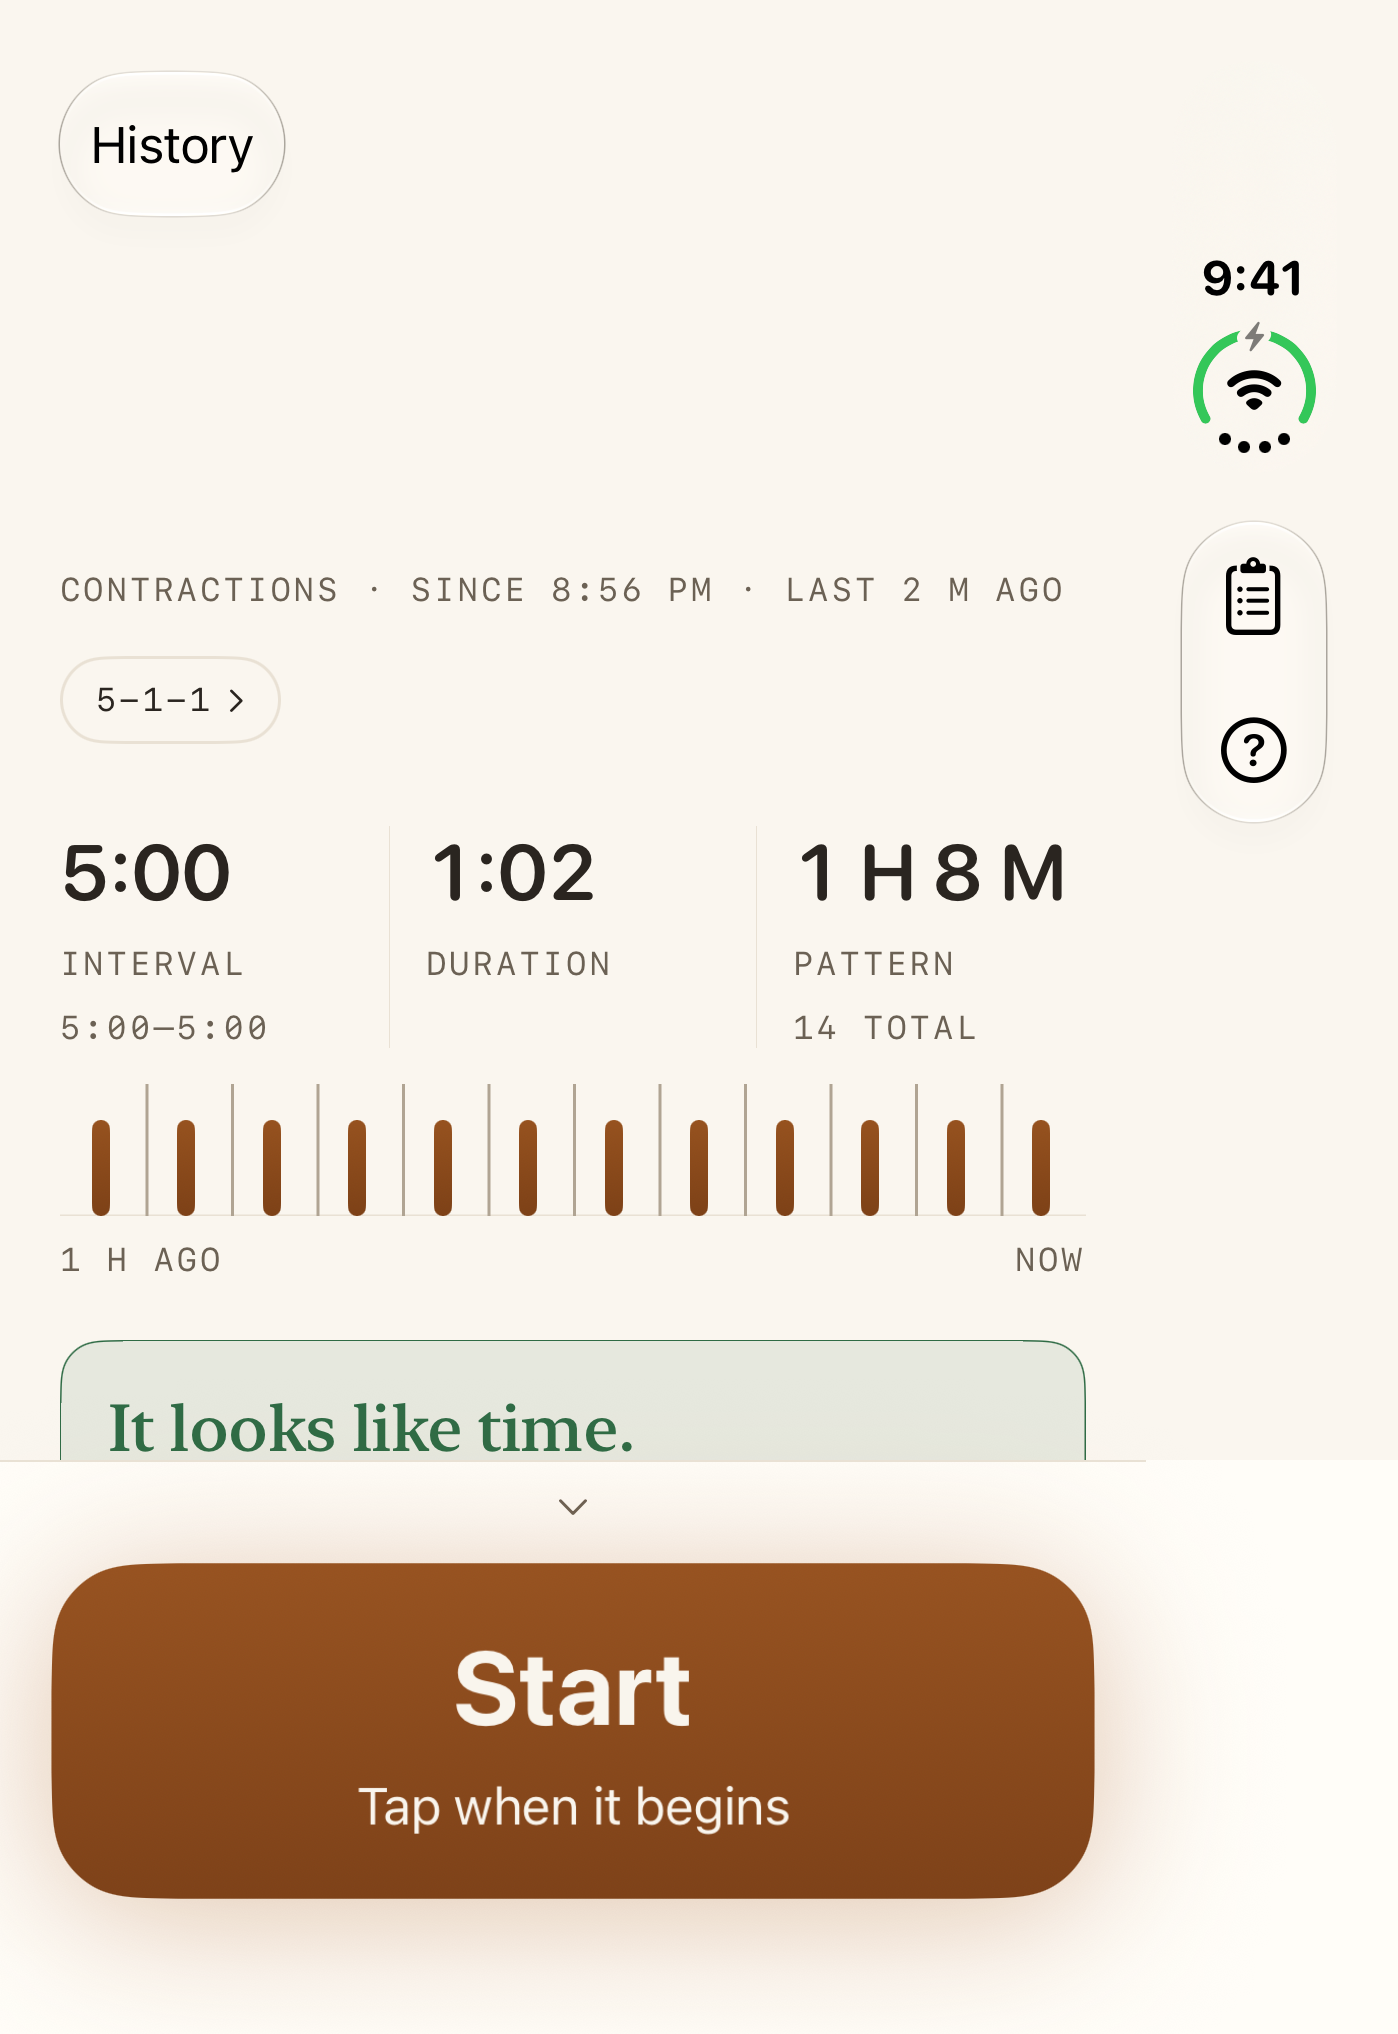 History
9:41
CONTRACTIONS · SINCE 8:56 PM · LAST 2 M AGO
5–1–1
5:00 1:02 1 H 8 M
INTERVAL DURATION PATTERN
5:00–5:00 14 TOTAL
1 H AGO NOW
It looks like time.
Start
Tap when it begins